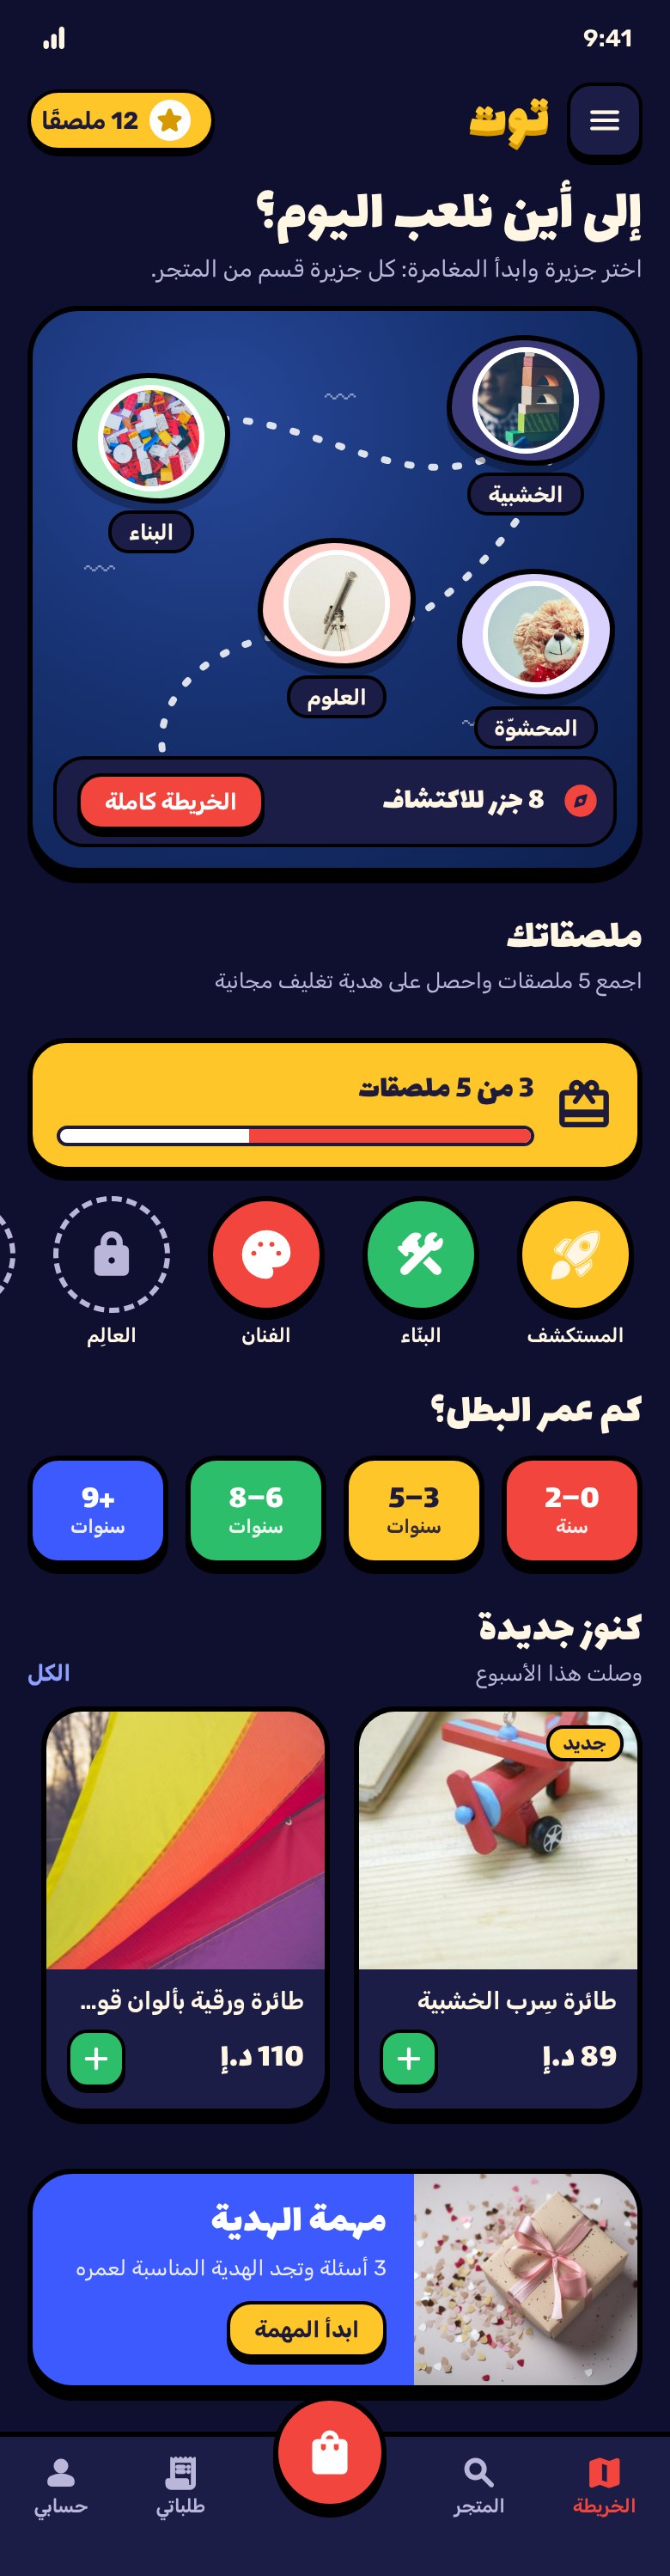 9:41
توت
12 ملصقًا
إلى أين نلعب اليوم؟
اختر جزيرة وابدأ المغامرة: كل جزيرة قسم من المتجر.
الخشبية
البناء
العلوم
المحشوّة
8 جزر للاكتشاف
الخريطة كاملة
ملصقاتك
اجمع 5 ملصقات واحصل على هدية تغليف مجانية
3 من 5 ملصقات
المستكشف
البنّاء
الفنان
العالِم
كم عمر البطل؟
0–2
سنة
3–5
سنوات
6–8
سنوات
9+
سنوات
كنوز جديدة
وصلت هذا الأسبوع
الكل
جديد
طائرة سِرب الخشبية
89 د.إ
طائرة ورقية بألوان قو...
110 د.إ
مهمة الهدية
3 أسئلة وتجد الهدية المناسبة لعمره
ابدأ المهمة
الخريطة
المتجر
طلباتي
حسابي